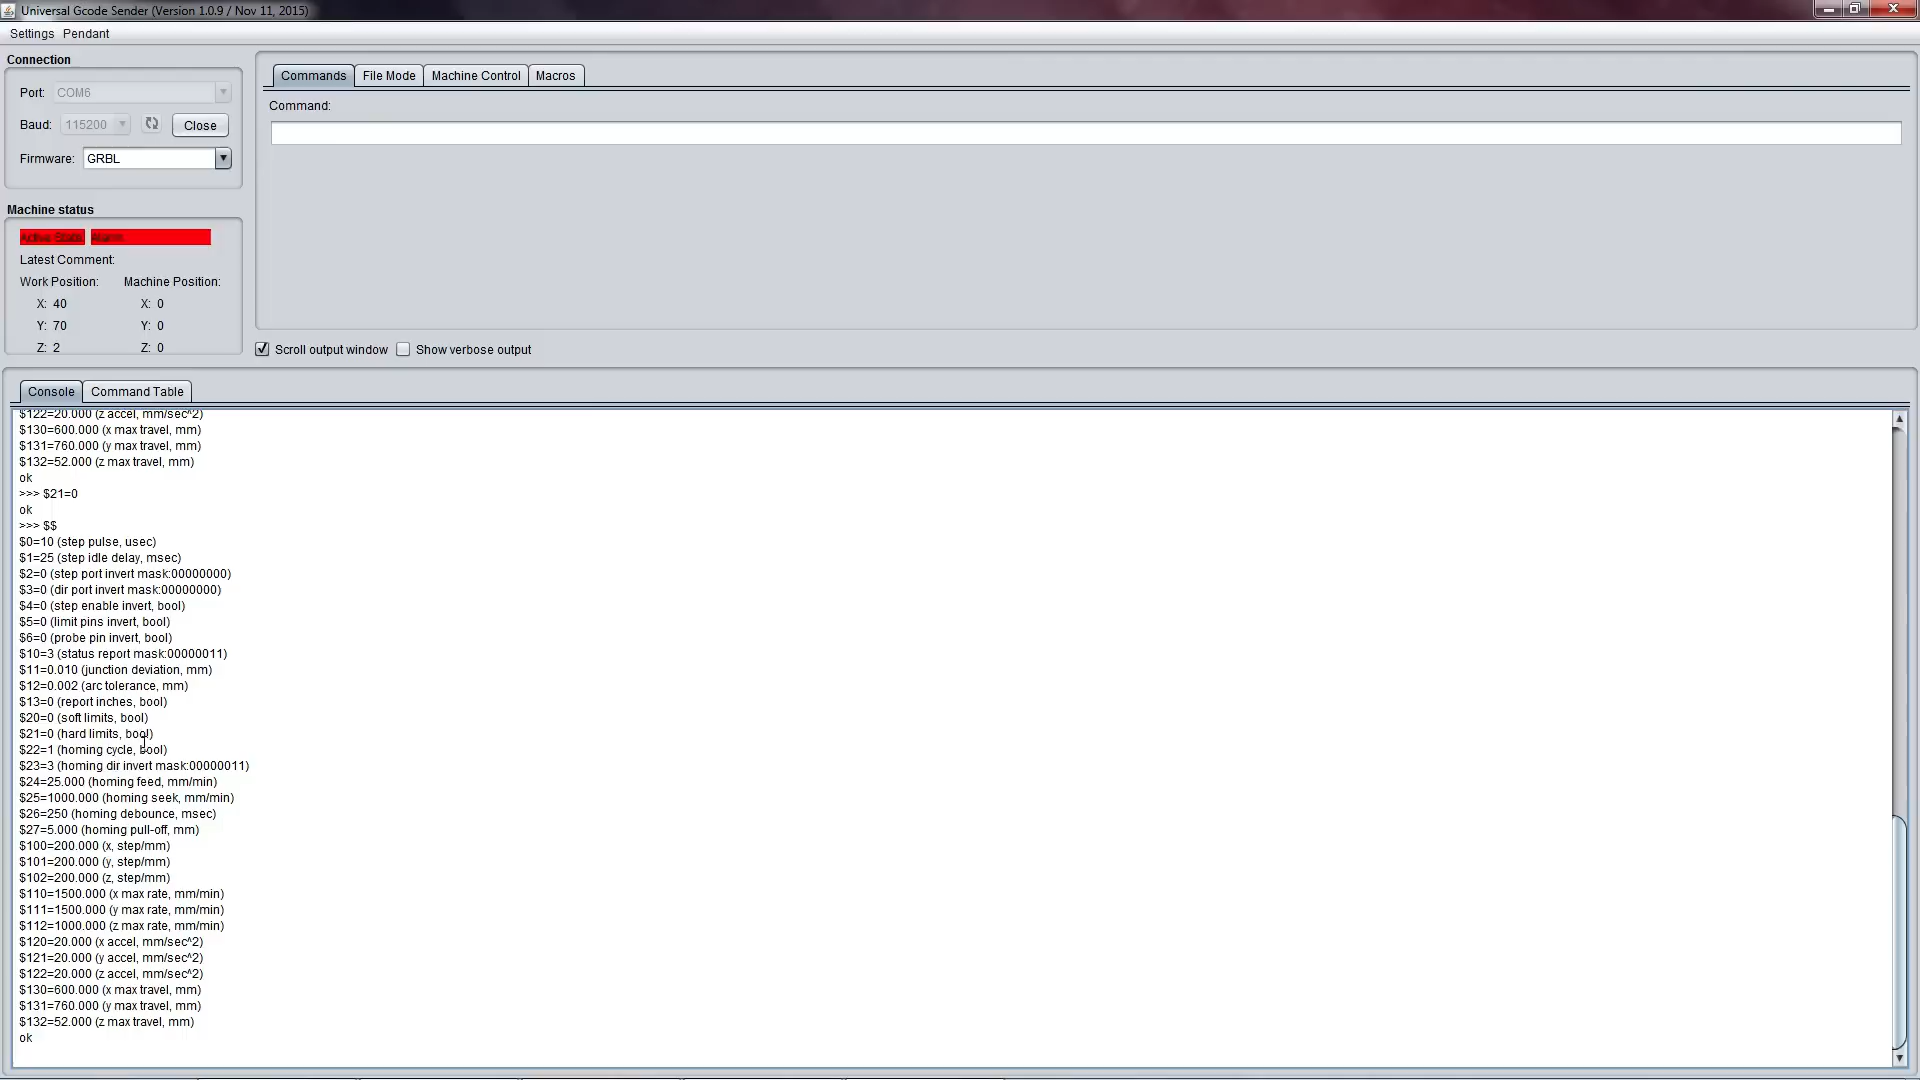 Universal Gcode Sender (Version 1.0.9 / Nov 11, 2015)
Settings Pendant
Connection
Port: COM6
Baud: 115200 Close
Firmware: GRBL
Machine status
Active State: Alarm
Latest Comment:
Work Position: Machine Position:
X: 40 X: 0
Y: 70 Y: 0
Z: 2 Z: 0
Commands File Mode Machine Control Macros
Command:
Scroll output window Show verbose output
Console Command Table
$122=20.000 (z accel, mm/sec^2)
$130=600.000 (x max travel, mm)
$131=760.000 (y max travel, mm)
$132=52.000 (z max travel, mm)
ok
>>> $21=0
ok
>>> $$
$0=10 (step pulse, usec)
$1=25 (step idle delay, msec)
$2=0 (step port invert mask:00000000)
$3=0 (dir port invert mask:00000000)
$4=0 (step enable invert, bool)
$5=0 (limit pins invert, bool)
$6=0 (probe pin invert, bool)
$10=3 (status report mask:00000011)
$11=0.010 (junction deviation, mm)
$12=0.002 (arc tolerance, mm)
$13=0 (report inches, bool)
$20=0 (soft limits, bool)
$21=0 (hard limits, bool)
$22=1 (homing cycle, bool)
$23=3 (homing dir invert mask:00000011)
$24=25.000 (homing feed, mm/min)
$25=1000.000 (homing seek, mm/min)
$26=250 (homing debounce, msec)
$27=5.000 (homing pull-off, mm)
$100=200.000 (x, step/mm)
$101=200.000 (y, step/mm)
$102=200.000 (z, step/mm)
$110=1500.000 (x max rate, mm/min)
$111=1500.000 (y max rate, mm/min)
$112=1000.000 (z max rate, mm/min)
$120=20.000 (x accel, mm/sec^2)
$121=20.000 (y accel, mm/sec^2)
$122=20.000 (z accel, mm/sec^2)
$130=600.000 (x max travel, mm)
$131=760.000 (y max travel, mm)
$132=52.000 (z max travel, mm)
ok